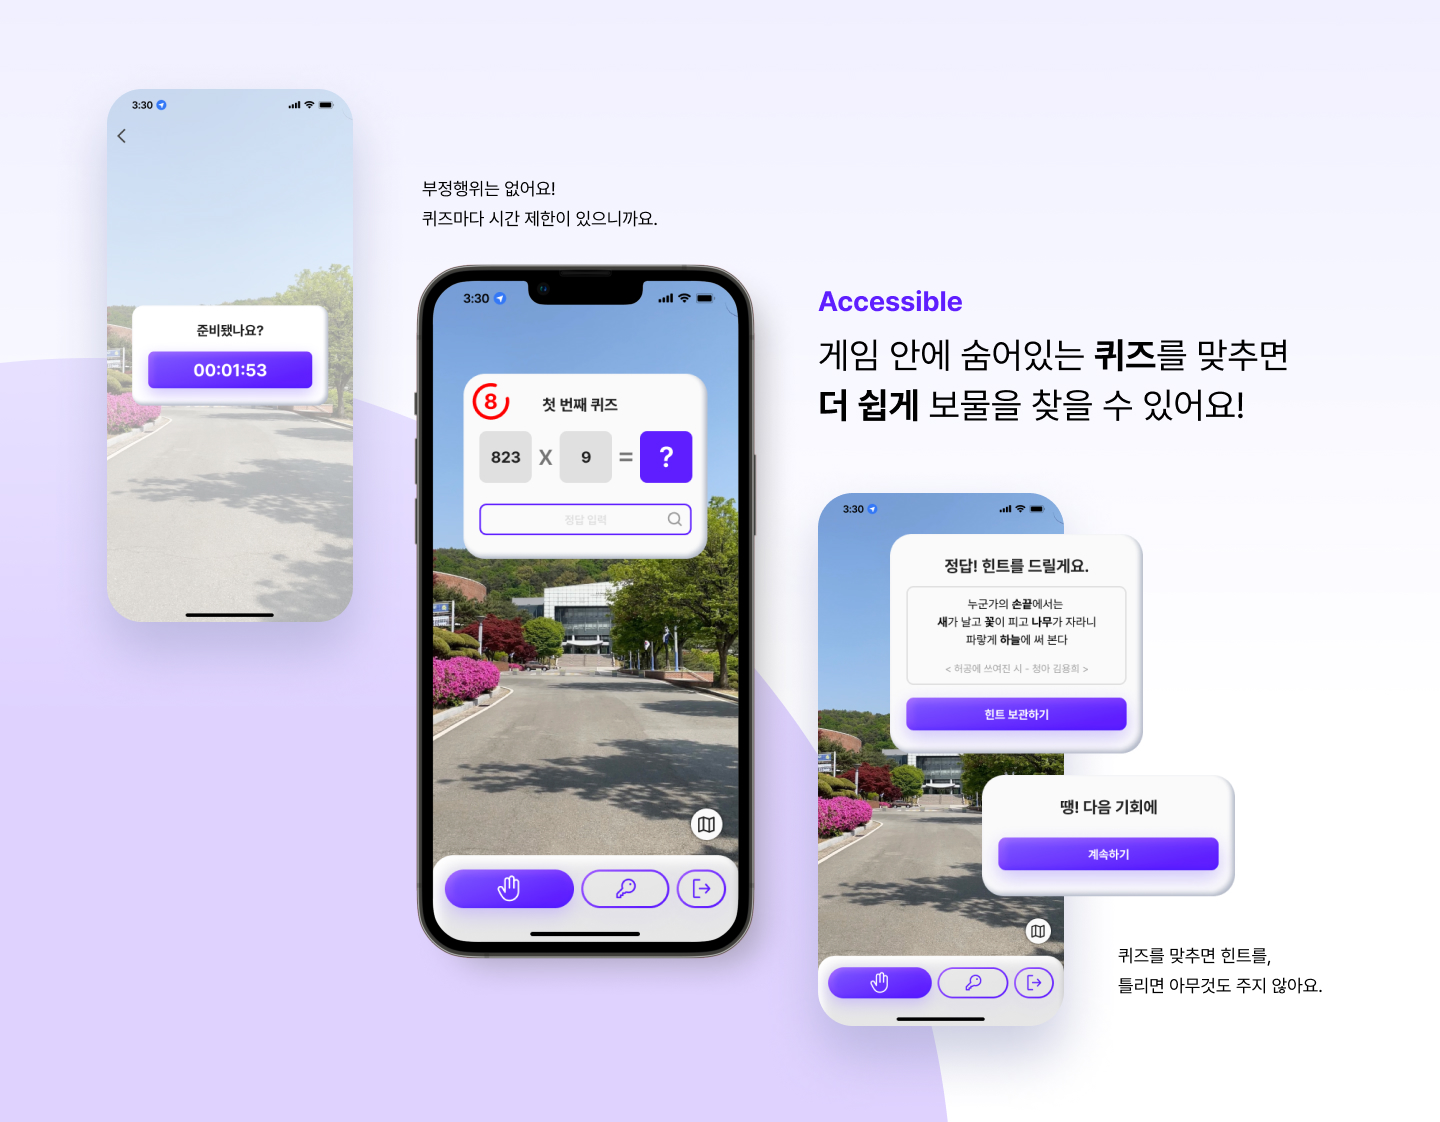 3:30
준비됐나요?
00:01:53
부정행위는 없어요!
퀴즈마다 시간 제한이 있으니까요.
3:30
8
첫 번째 퀴즈
823 X 9 = ?
정답 입력
Accessible
게임 안에 숨어있는 퀴즈를 맞추면
더 쉽게 보물을 찾을 수 있어요!
3:30
정답! 힌트를 드릴게요.
누군가의 손끝에서는
새가 날고 꽃이 피고 나무가 자라니
파랗게 하늘에 써 본다
< 허공에 쓰여진 시 - 청아 김용희 >
힌트 보관하기
땡! 다음 기회에
계속하기
퀴즈를 맞추면 힌트를,
틀리면 아무것도 주지 않아요.